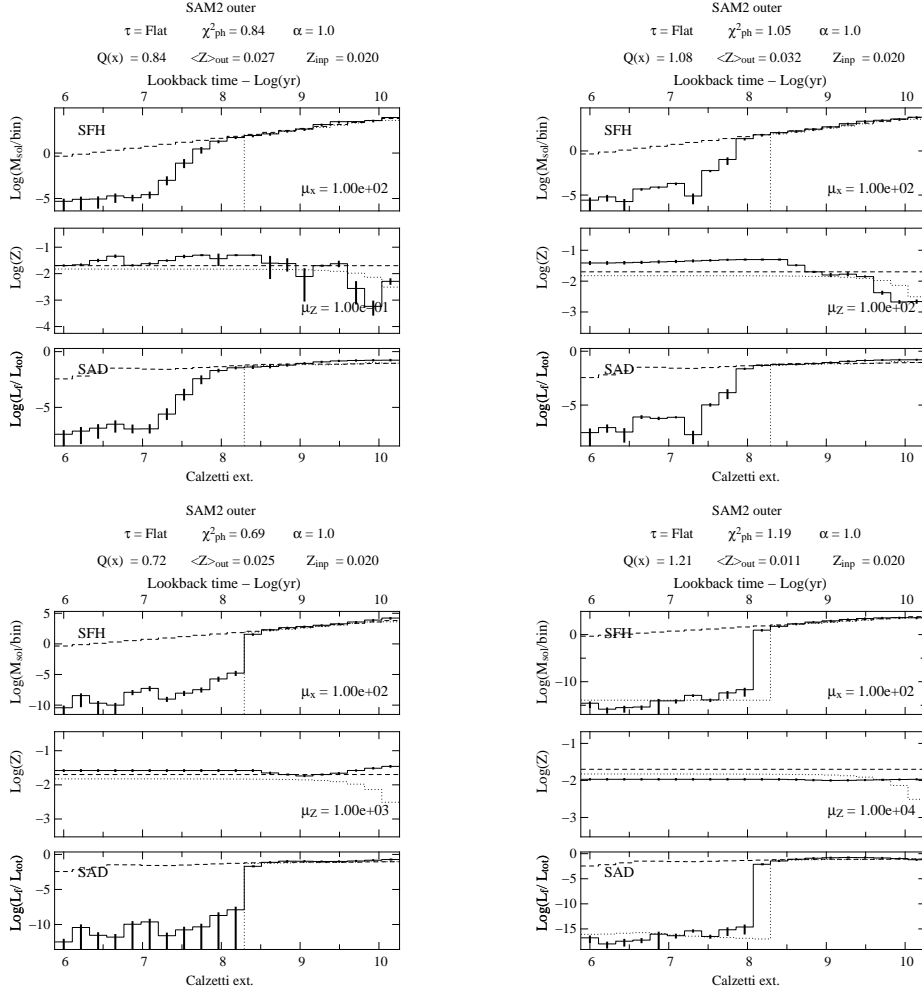 SAM2 outer
τ = Flat χ²ph = 0.84 α = 1.0
Q(x) = 0.84 <Z>out = 0.027 Zinp = 0.020
Lookback time – Log(yr)
6 7 8 9 10
SFH
Log(Msol/bin)
0
−5
μx = 1.00e+02
Log(Z)
−1
−2
−3
−4
μZ = 1.00e+01
SAD
Log(Lf/ Ltot)
0
−5
6 7 8 9 10
Calzetti ext.
SAM2 outer
τ = Flat χ²ph = 1.05 α = 1.0
Q(x) = 1.08 <Z>out = 0.032 Zinp = 0.020
Lookback time – Log(yr)
6 7 8 9 10
SFH
Log(Msol/bin)
0
−5
μx = 1.00e+02
Log(Z)
−1
−2
−3
μZ = 1.00e+02
SAD
Log(Lf/ Ltot)
0
−5
6 7 8 9 10
Calzetti ext.
SAM2 outer
τ = Flat χ²ph = 0.69 α = 1.0
Q(x) = 0.72 <Z>out = 0.025 Zinp = 0.020
Lookback time – Log(yr)
6 7 8 9 10
SFH
Log(Msol/bin)
5
0
−5
−10
μx = 1.00e+02
Log(Z)
−1
−2
−3
μZ = 1.00e+03
SAD
Log(Lf/ Ltot)
0
−5
−10
6 7 8 9 10
Calzetti ext.
SAM2 outer
τ = Flat χ²ph = 1.19 α = 1.0
Q(x) = 1.21 <Z>out = 0.011 Zinp = 0.020
Lookback time – Log(yr)
6 7 8 9 10
SFH
Log(Msol/bin)
0
−10
μx = 1.00e+02
Log(Z)
−1
−2
−3
μZ = 1.00e+04
SAD
Log(Lf/ Ltot)
0
−5
−10
−15
6 7 8 9 10
Calzetti ext.